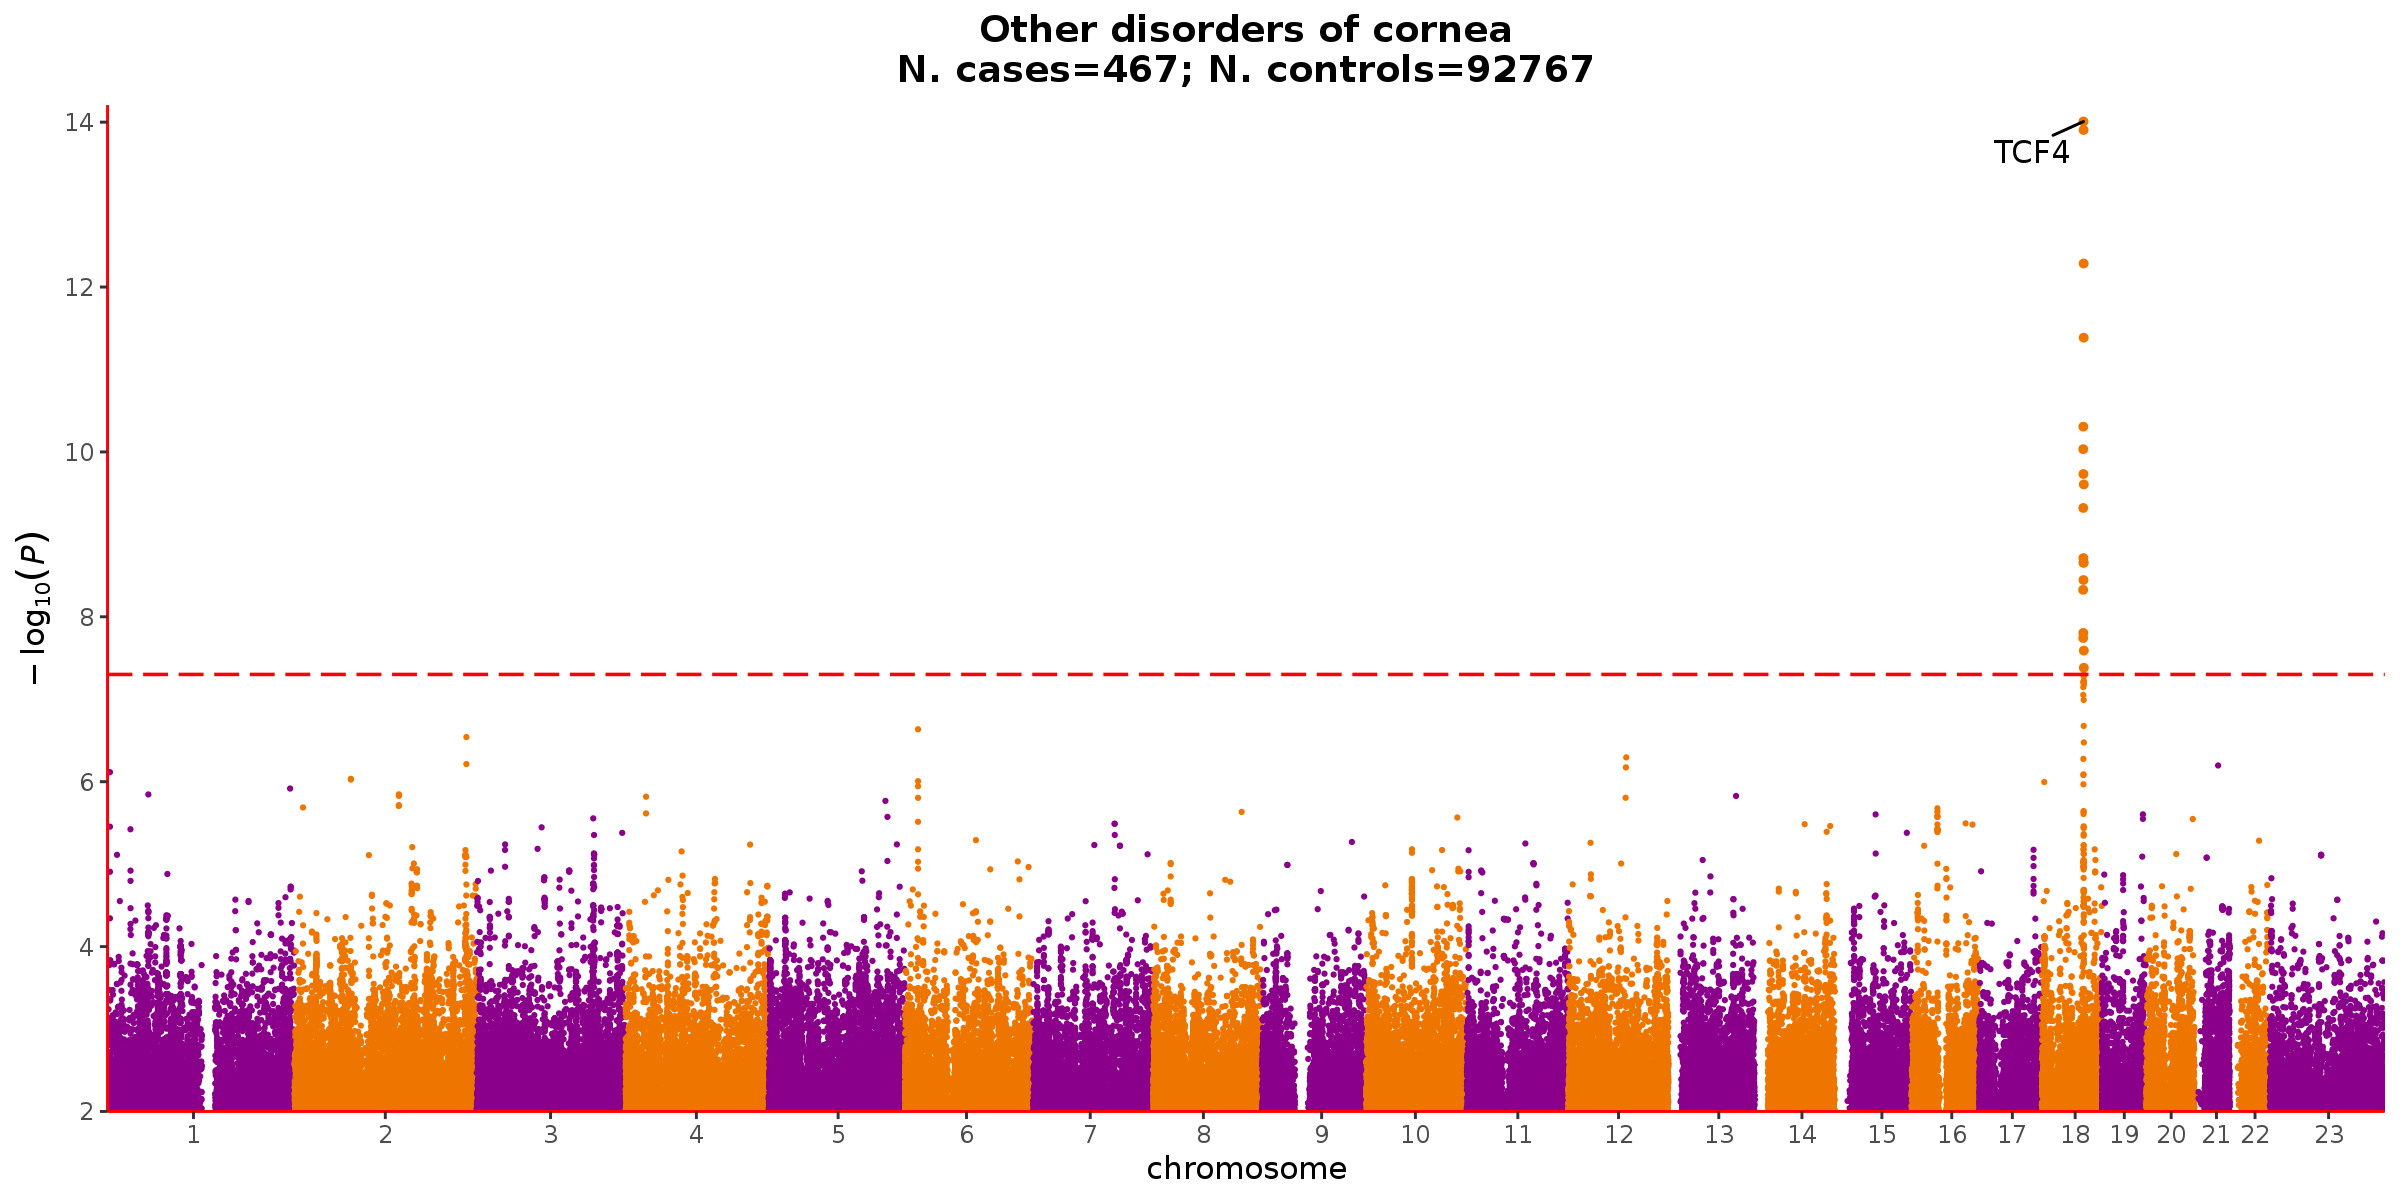 Other disorders of cornea
N. cases=467; N. controls=92767
14
TCF4
12
10
8
6
4
2
−log₁₀(P)
1 2 3 4 5 6 7 8 9 10 11 12 13 14 15 16 17 18 19 20 21 22 23
chromosome